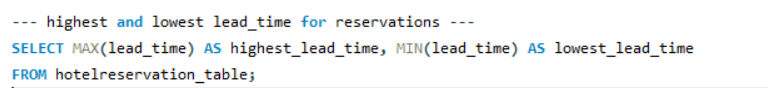 --- highest and lowest lead_time for reservations ---
SELECT MAX(lead_time) AS highest_lead_time, MIN(lead_time) AS lowest_lead_time
FROM hotelreservation_table;